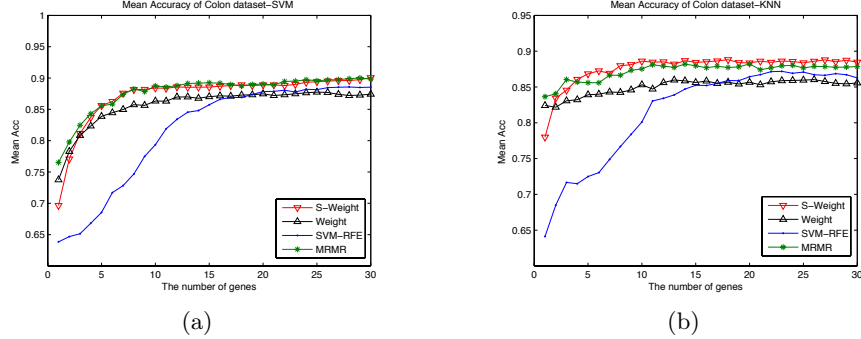 Mean Accuracy of Colon dataset-SVM
1
0.95
0.9
0.85
0.8
0.75
0.7
0.65
Mean Acc
0 5 10 15 20 25 30
The number of genes
S-Weight
Weight
SVM-RFE
MRMR
(a)
Mean Accuracy of Colon dataset-KNN
0.95
0.9
0.85
0.8
0.75
0.7
0.65
Mean Acc
0 5 10 15 20 25 30
The number of genes
S-Weight
Weight
SVM-RFE
MRMR
(b)